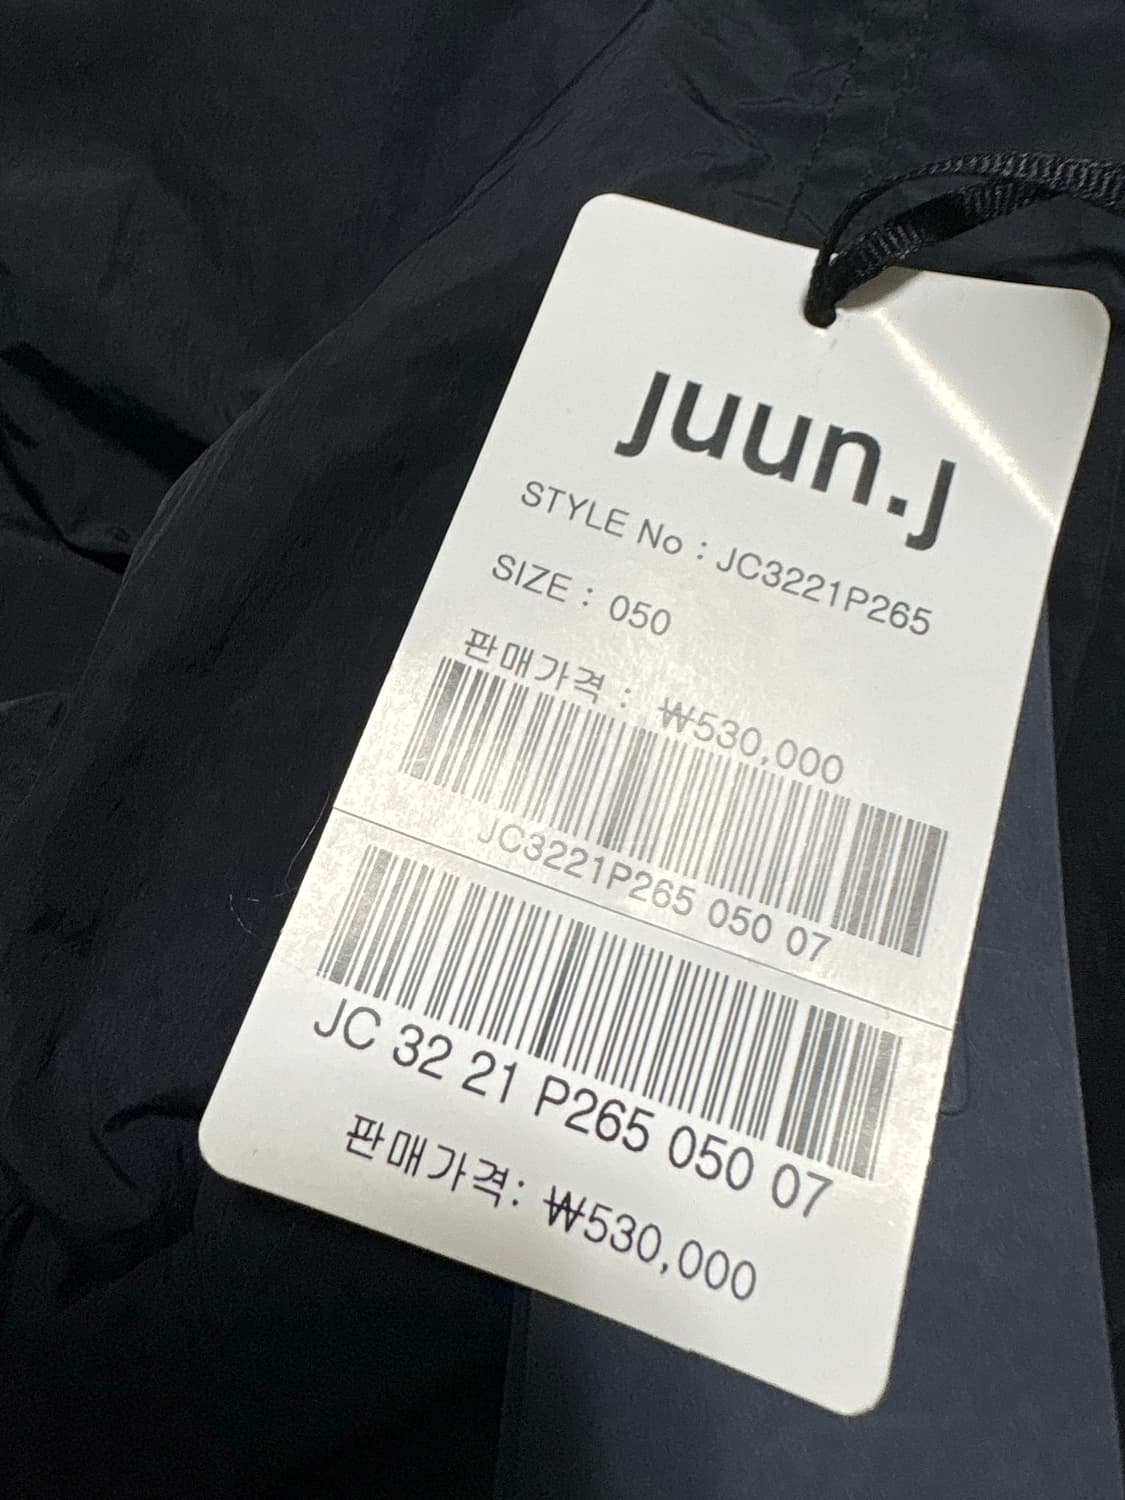 juun.j
STYLE No : JC3221P265
SIZE : 050
판매가격 : ₩530,000
JC3221P265 050 07
JC 32 21 P265 050 07
판매가격: ₩530,000